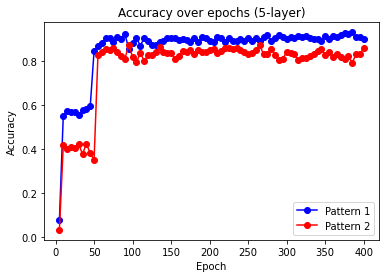 Accuracy over epochs (5-layer)
Accuracy
0.8
0.6
0.4
0.2
0.0
0 50 100 150 200 250 300 350 400
Epoch
Pattern 1
Pattern 2